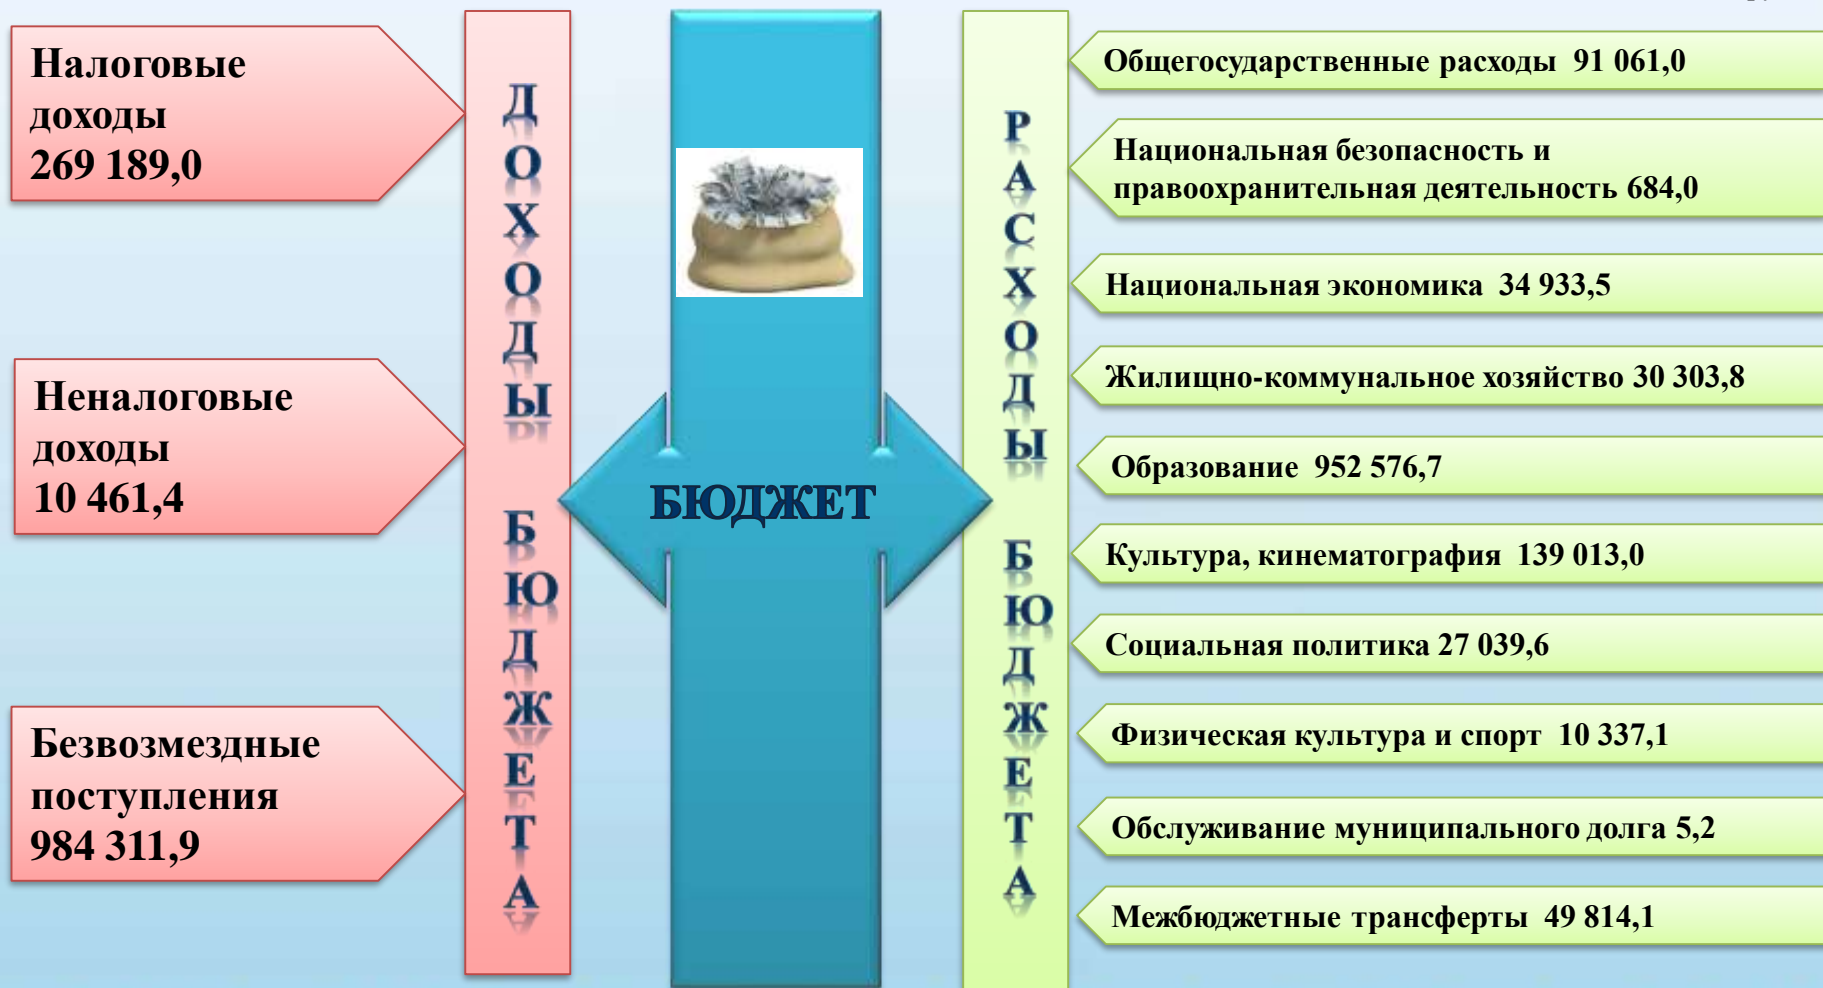 Налоговые
доходы
269 189,0
Неналоговые
доходы
10 461,4
Безвозмездные
поступления
984 311,9
ДОХОДЫ БЮДЖЕТА
БЮДЖЕТ
РАСХОДЫ БЮДЖЕТА
Общегосударственные расходы 91 061,0
Национальная безопасность и
правоохранительная деятельность 684,0
Национальная экономика 34 933,5
Жилищно-коммунальное хозяйство 30 303,8
Образование 952 576,7
Культура, кинематография 139 013,0
Социальная политика 27 039,6
Физическая культура и спорт 10 337,1
Обслуживание муниципального долга 5,2
Межбюджетные трансферты 49 814,1